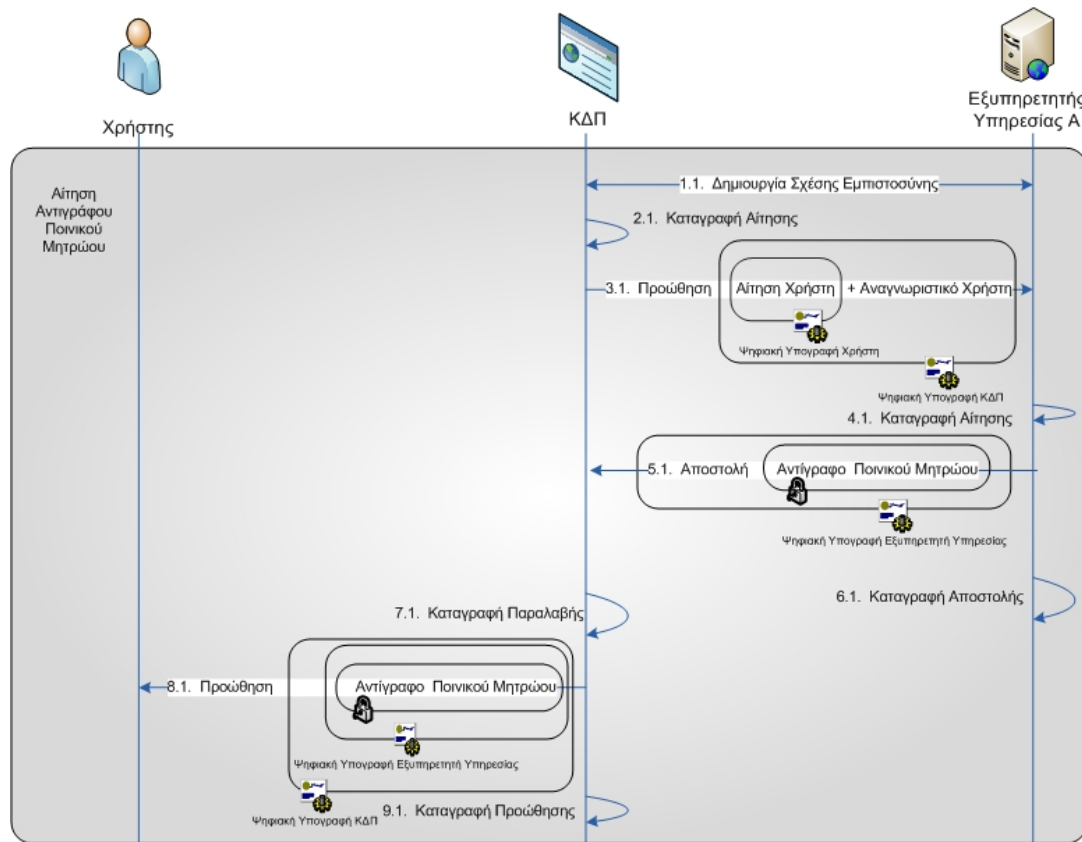 Χρήστης
ΚΔΠ
Εξυπηρετητής
Υπηρεσίας Α
Αίτηση
Αντιγράφου
Ποινικού
Μητρώου
1.1. Δημιουργία Σχέσης Εμπιστοσύνης
2.1. Καταγραφή Αίτησης
3.1. Προώθηση Αίτηση Χρήστη + Αναγνωριστικό Χρήστη
Ψηφιακή Υπογραφή Χρήστη
Ψηφιακή Υπογραφή ΚΔΠ
4.1. Καταγραφή Αίτησης
5.1. Αποστολή Αντίγραφο Ποινικού Μητρώου
Ψηφιακή Υπογραφή Εξυπηρετητή Υπηρεσίας
6.1. Καταγραφή Αποστολής
7.1. Καταγραφή Παραλαβής
8.1. Προώθηση Αντίγραφο Ποινικού Μητρώου
Ψηφιακή Υπογραφή Εξυπηρετητή Υπηρεσίας
Ψηφιακή Υπογραφή ΚΔΠ
9.1. Καταγραφή Προώθησης